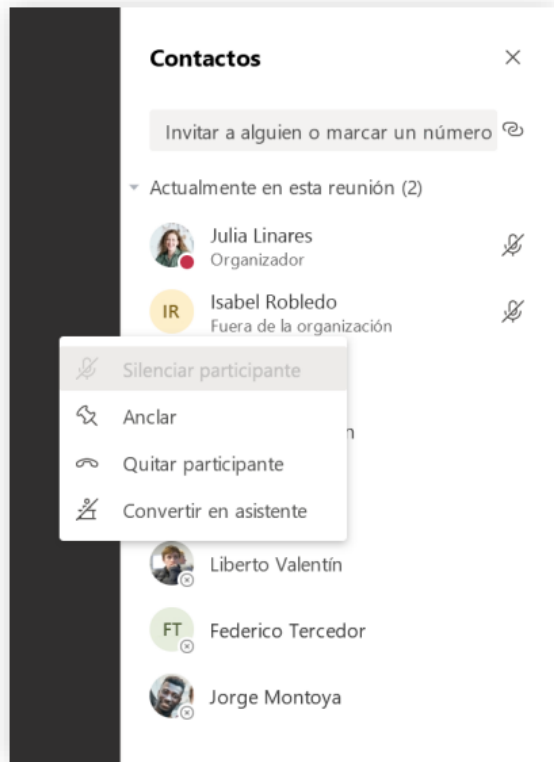 Contactos
Invitar a alguien o marcar un número
Actualmente en esta reunión (2)
Julia Linares
Organizador
IR
Isabel Robledo
Fuera de la organización
Silenciar participante
Anclar
n
Quitar participante
Convertir en asistente
Liberto Valentín
FT
Federico Tercedor
Jorge Montoya